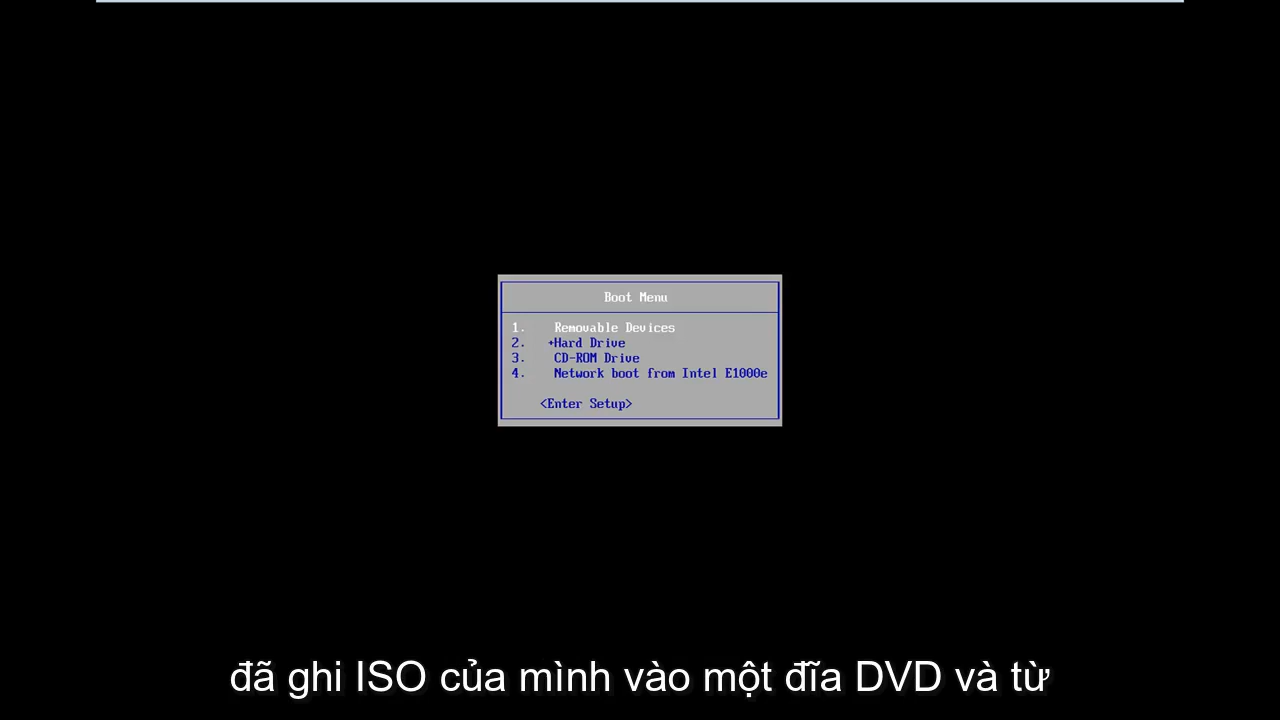 Boot Menu
1. Removable Devices
2. +Hard Drive
3. CD-ROM Drive
4. Network boot from Intel E1000e
<Enter Setup>
đã ghi ISO của mình vào một đĩa DVD và từ